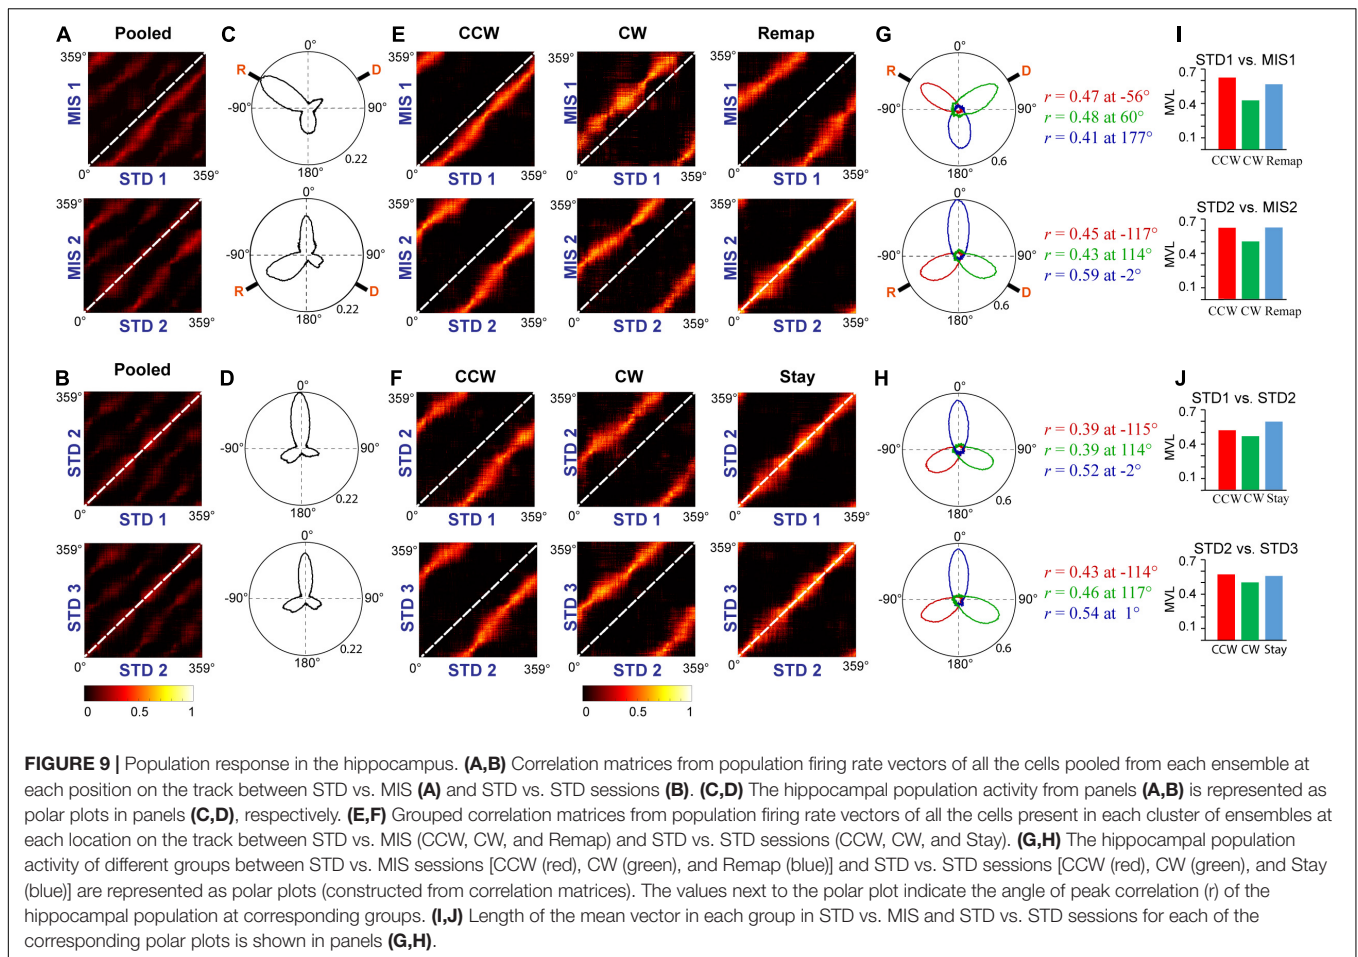 A Pooled C E CCW CW Remap G I
359° 0° 359° 0° STD1 vs. MIS1
R D R D 0.7
MIS 1 -90° 90° MIS 1 MIS 1 MIS 1 -90° 90° r = 0.47 at -56° MVL 0.4
r = 0.48 at 60°
r = 0.41 at 177° 0.1
0° 0.22 0° 0° 0.6 CCW CW Remap
0° STD 1 359° 180° 0° STD 1 359° 0° STD 1 359° 0° STD 1 359° 180°
359° 0° 359° 0° STD2 vs. MIS2
0.7
MIS 2 -90° 90° MIS 2 MIS 2 MIS 2 -90° 90° r = 0.45 at -117° MVL 0.4
r = 0.43 at 114°
R D R D r = 0.59 at -2° 0.1
0° 0.22 0° 0.6 CCW CW Remap
0° STD 2 359° 180° 0° STD 2 359° 0° STD 2 359° 0° STD 2 359° 180°
B Pooled D F CCW CW Stay H J
359° 0° 359° 0° STD1 vs. STD2
0.7
STD 2 -90° 90° STD 2 STD 2 STD 2 -90° 90° r = 0.39 at -115° MVL 0.4
r = 0.39 at 114°
r = 0.52 at -2° 0.1
0° 0.22 0° 0.6 CCW CW Stay
0° STD 1 359° 180° 0° STD 1 359° 0° STD 1 359° 0° STD 1 359° 180°
359° 0° 359° 0° STD2 vs. STD3
0.7
STD 3 -90° 90° STD 3 STD 3 STD 3 -90° 90° r = 0.43 at -114° MVL 0.4
r = 0.46 at 117°
r = 0.54 at 1° 0.1
0° 0.22 0° 0.6 CCW CW Stay
0° STD 2 359° 180° 0° STD 2 359° 0° STD 2 359° 0° STD 2 359° 180°
0 0.5 1 0 0.5 1
FIGURE 9 | Population response in the hippocampus. (A,B) Correlation matrices from population firing rate vectors of all the cells pooled from each ensemble at
each position on the track between STD vs. MIS (A) and STD vs. STD sessions (B). (C,D) The hippocampal population activity from panels (A,B) is represented as
polar plots in panels (C,D), respectively. (E,F) Grouped correlation matrices from population firing rate vectors of all the cells present in each cluster of ensembles at
each location on the track between STD vs. MIS (CCW, CW, and Remap) and STD vs. STD sessions (CCW, CW, and Stay). (G,H) The hippocampal population
activity of different groups between STD vs. MIS sessions [CCW (red), CW (green), and Remap (blue)] and STD vs. STD sessions [CCW (red), CW (green), and Stay
(blue)] are represented as polar plots (constructed from correlation matrices). The values next to the polar plot indicate the angle of peak correlation (r) of the
hippocampal population at corresponding groups. (I,J) Length of the mean vector in each group in STD vs. MIS and STD vs. STD sessions for each of the
corresponding polar plots is shown in panels (G,H).